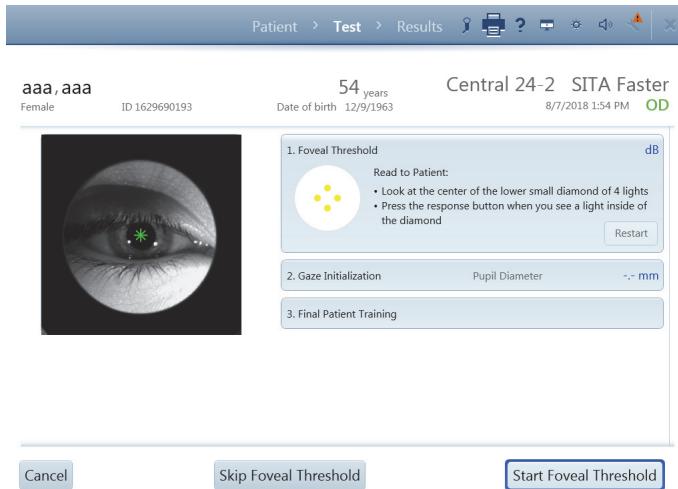 Patient > Test > Results ?
aaa, aaa
Female ID 1629690193
54 years
Date of birth 12/9/1963
Central 24-2 SITA Faster
8/7/2018 1:54 PM OD
1. Foveal Threshold dB
Read to Patient:
• Look at the center of the lower small diamond of 4 lights
• Press the response button when you see a light inside of
the diamond
Restart
2. Gaze Initialization Pupil Diameter -.- mm
3. Final Patient Training
Cancel Skip Foveal Threshold Start Foveal Threshold